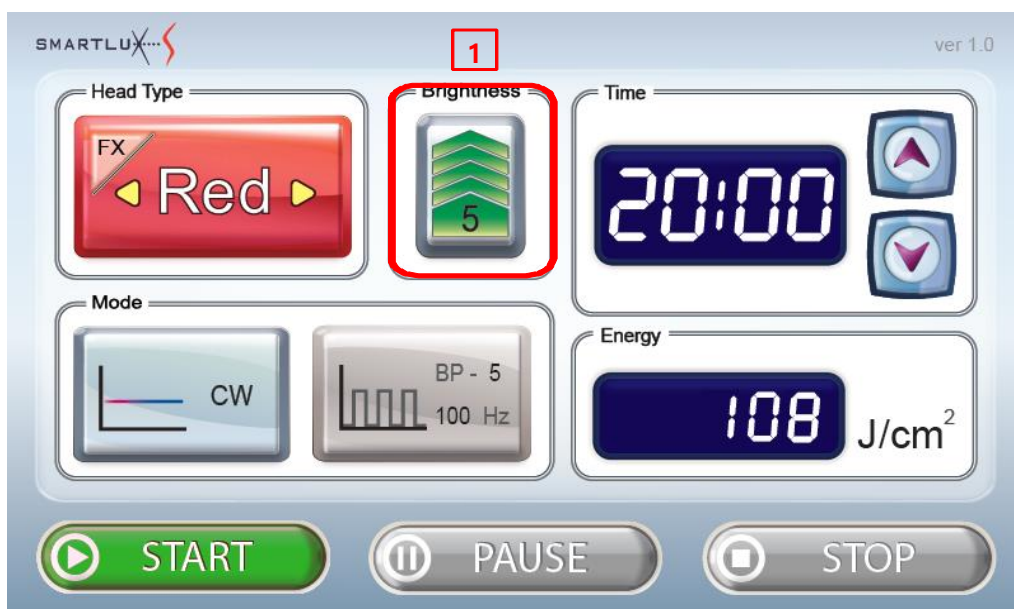 SMARTLUX S
1
ver 1.0
Head Type
FX
Red
Brightness
5
Time
20:00
Mode
CW
BP - 5
100 Hz
Energy
108 J/cm²
START
PAUSE
STOP